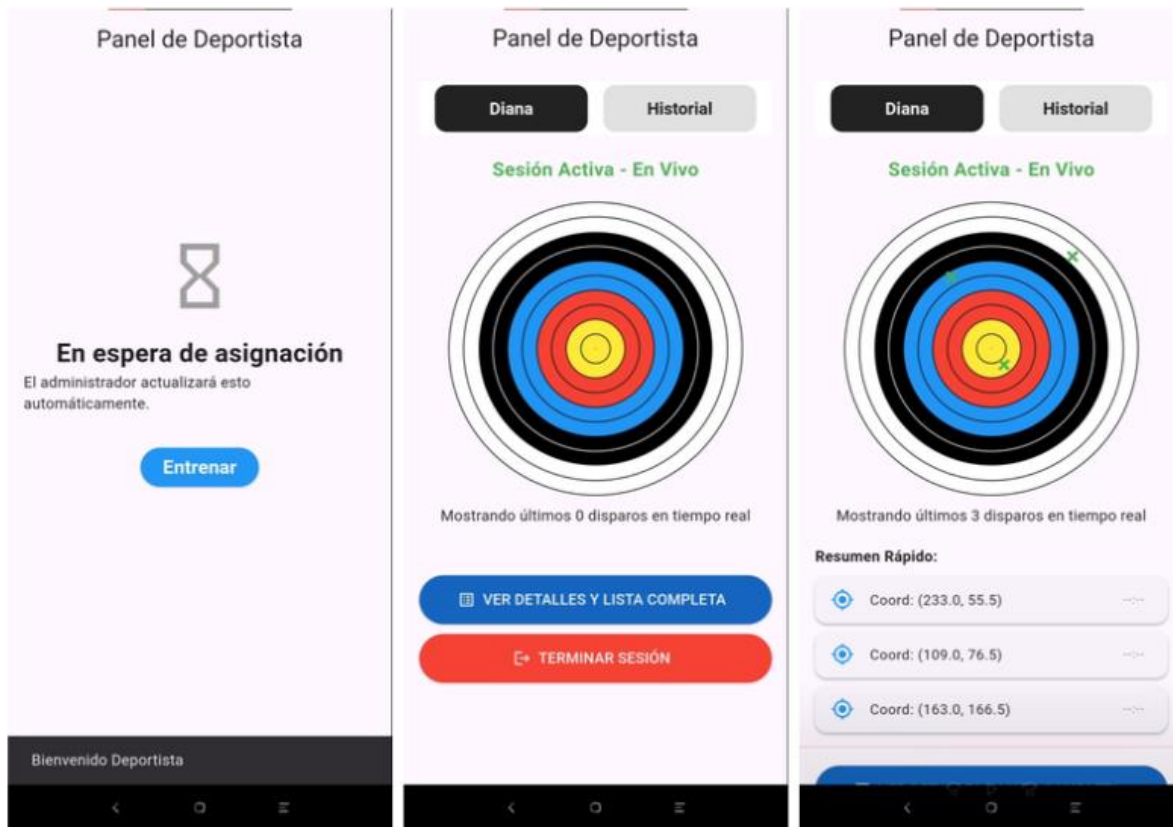 Panel de Deportista
En espera de asignación
El administrador actualizará esto
automáticamente.
Entrenar
Bienvenido Deportista
Panel de Deportista
Diana
Historial
Sesión Activa - En Vivo
Mostrando últimos 0 disparos en tiempo real
VER DETALLES Y LISTA COMPLETA
TERMINAR SESIÓN
Panel de Deportista
Diana
Historial
Sesión Activa - En Vivo
Mostrando últimos 3 disparos en tiempo real
Resumen Rápido:
Coord: (233.0, 55.5)
--:--
Coord: (109.0, 76.5)
--:--
Coord: (163.0, 166.5)
--:--